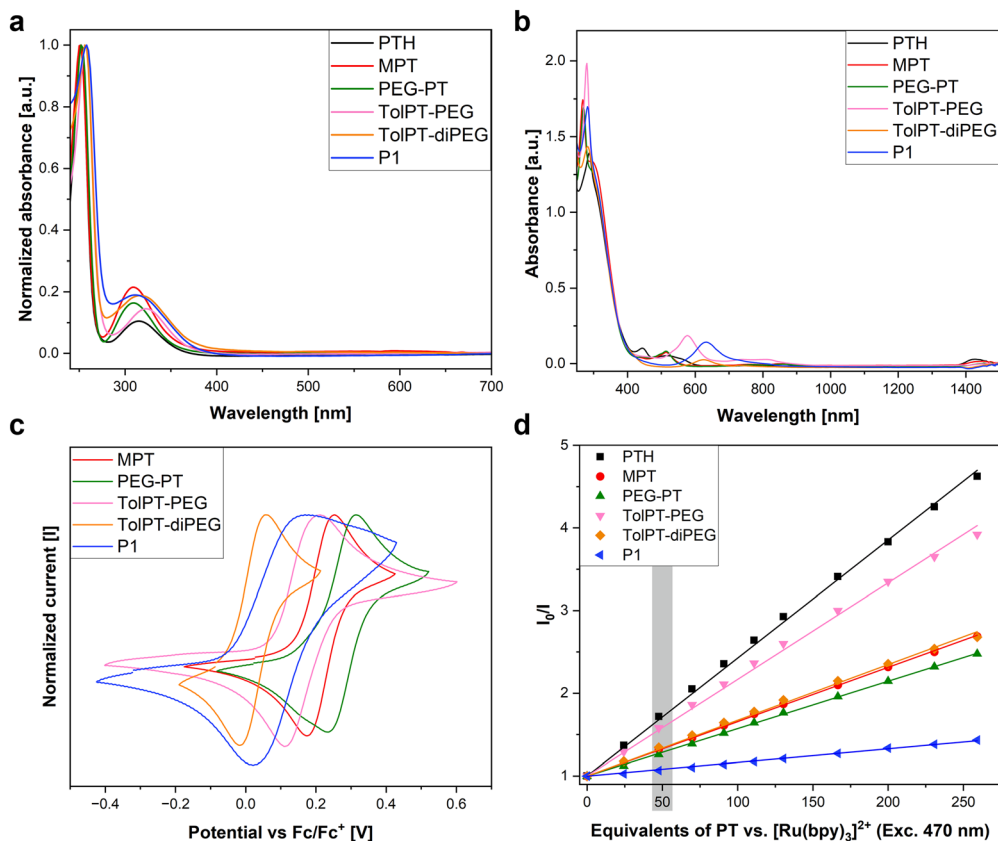 a
1.0
0.8
0.6
0.4
0.2
0.0
Normalized absorbance [a.u.]
300
400
500
600
700
Wavelength [nm]
PTH
MPT
PEG-PT
TolPT-PEG
TolPT-diPEG
P1
b
2.0
1.5
1.0
0.5
0.0
Absorbance [a.u.]
400
600
800
1000
1200
1400
Wavelength [nm]
PTH
MPT
PEG-PT
TolPT-PEG
TolPT-diPEG
P1
c
Normalized current [I]
MPT
PEG-PT
TolPT-PEG
TolPT-diPEG
P1
−0.4
−0.2
0.0
0.2
0.4
0.6
Potential vs Fc/Fc⁺ [V]
d
5
4
3
2
1
I₀/I
PTH
MPT
PEG-PT
TolPT-PEG
TolPT-diPEG
P1
0
50
100
150
200
250
Equivalents of PT vs. [Ru(bpy)₃]²⁺ (Exc. 470 nm)